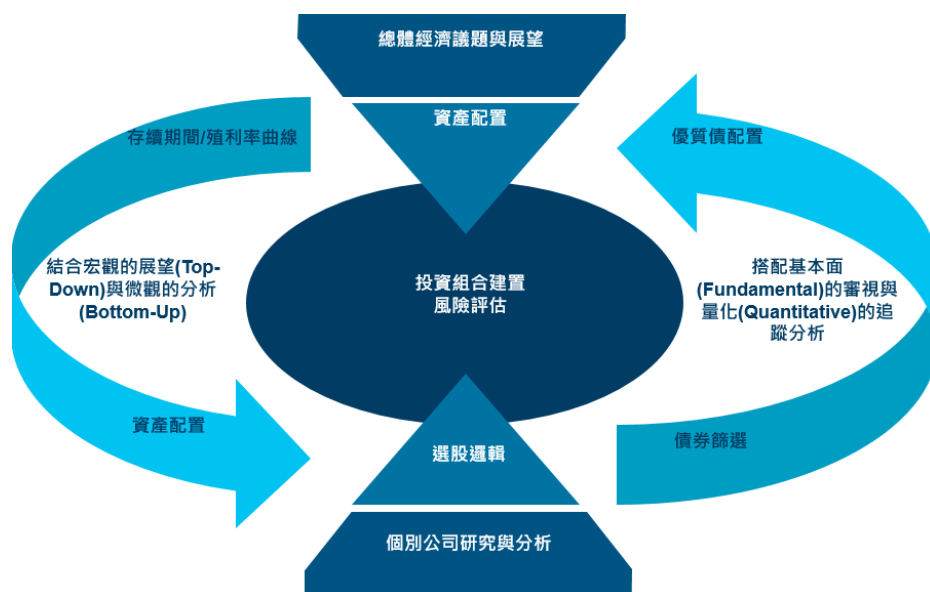 總體經濟議題與展望
資產配置
存續期間/殖利率曲線
優質債配置
結合宏觀的展望(Top-
Down)與微觀的分析
(Bottom-Up)
投資組合建置
風險評估
搭配基本面
(Fundamental)的審視與
量化(Quantitative)的追
蹤分析
資產配置
債券篩選
選股邏輯
個別公司研究與分析